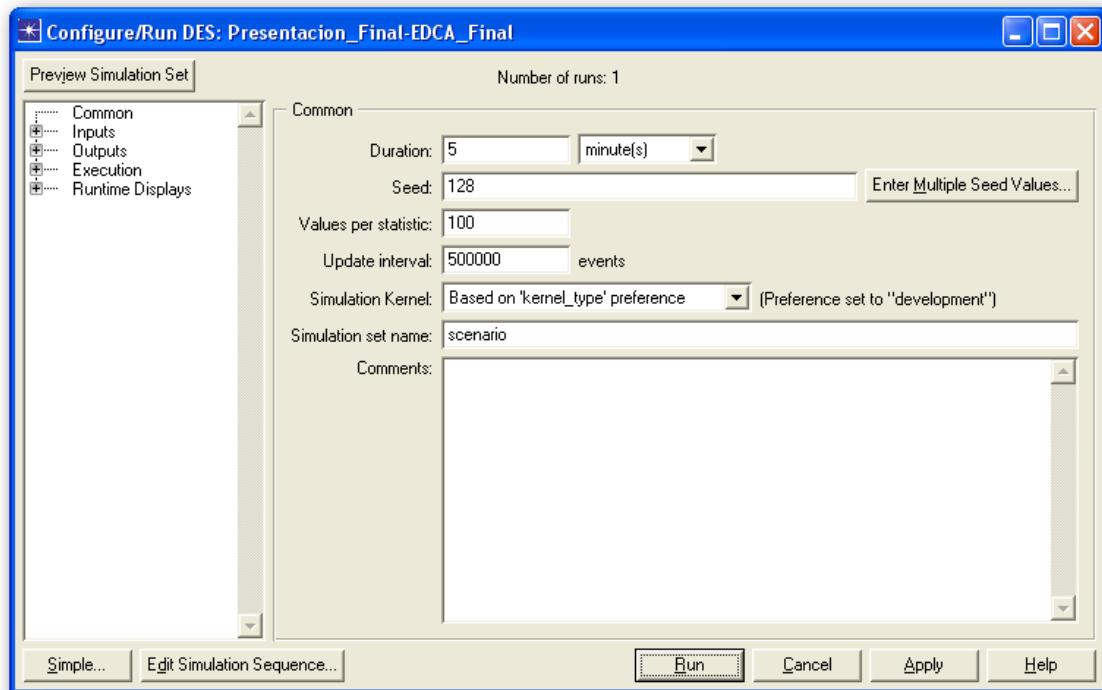 Configure/Run DES: Presentacion_Final-EDCA_Final
Preview Simulation Set
Number of runs: 1
Common
Inputs
Outputs
Execution
Runtime Displays
Common
Duration: 5 minute(s)
Seed: 128 Enter Multiple Seed Values...
Values per statistic: 100
Update interval: 500000 events
Simulation Kernel: Based on 'kernel_type' preference (Preference set to "development")
Simulation set name: scenario
Comments:
Simple... Edit Simulation Sequence... Run Cancel Apply Help